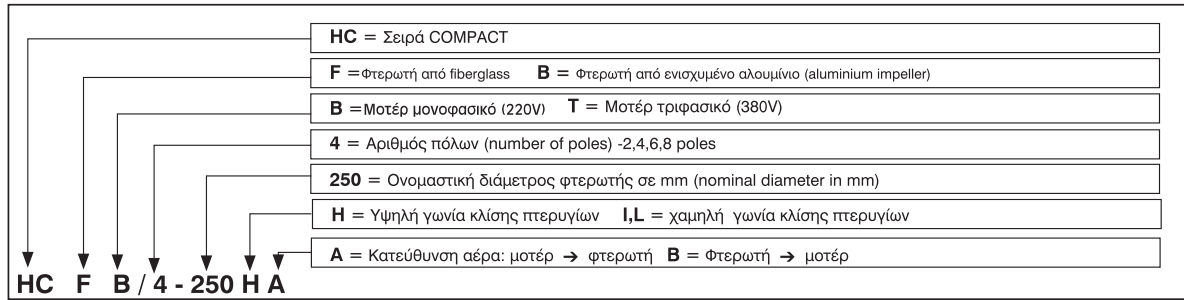 HC = Σειρά COMPACT
F =Φτερωτή από fiberglass B = Φτερωτή από ενισχυμένο αλουμίνιο (aluminium impeller)
B =Μοτέρ μονοφασικό (220V) T = Μοτέρ τριφασικό (380V)
4 = Αριθμός πόλων (number of poles) -2,4,6,8 poles
250 = Ονομαστική διάμετρος φτερωτής σε mm (nominal diameter in mm)
H = Υψηλή γωνία κλίσης πτερυγίων I,L = χαμηλή γωνία κλίσης πτερυγίων
A = Κατεύθυνση αέρα: μοτέρ → φτερωτή B = Φτερωτή → μοτέρ
HC F B / 4 - 250 H A